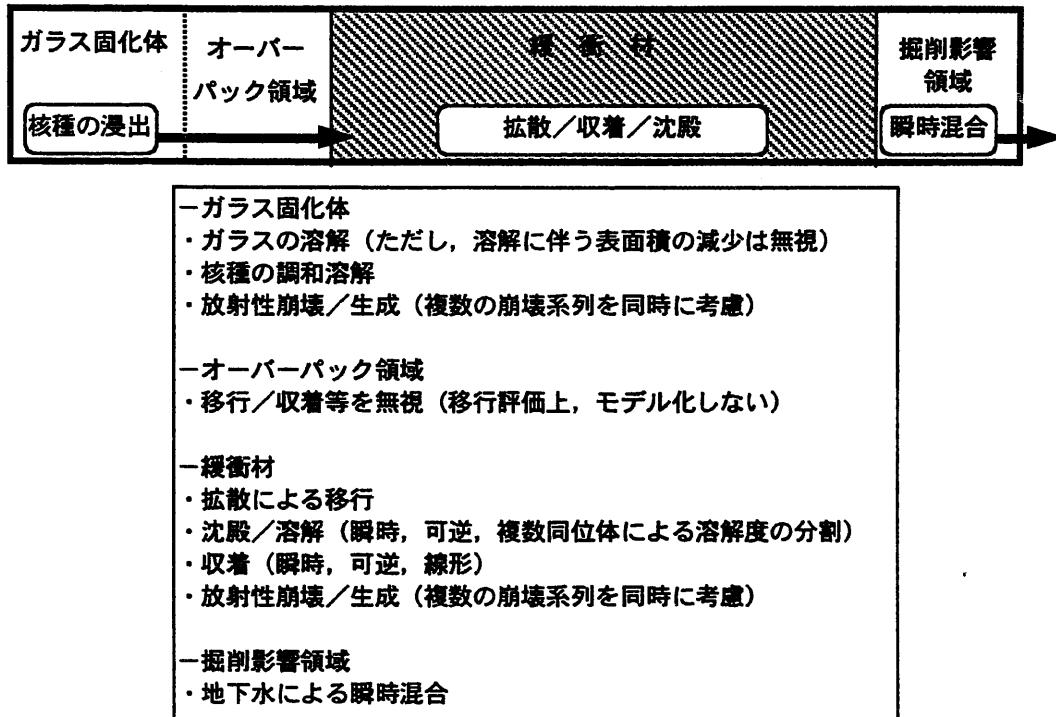 ガラス固化体
オーバー
パック領域
緩衝材
掘削影響
領域
核種の浸出
拡散/収着/沈殿
瞬時混合
-ガラス固化体
・ガラスの溶解(ただし,溶解に伴う表面積の減少は無視)
・核種の調和溶解
・放射性崩壊/生成(複数の崩壊系列を同時に考慮)
-オーバーパック領域
・移行/収着等を無視(移行評価上,モデル化しない)
-緩衝材
・拡散による移行
・沈殿/溶解(瞬時,可逆,複数同位体による溶解度の分割)
・収着(瞬時,可逆,線形)
・放射性崩壊/生成(複数の崩壊系列を同時に考慮)
-掘削影響領域
・地下水による瞬時混合